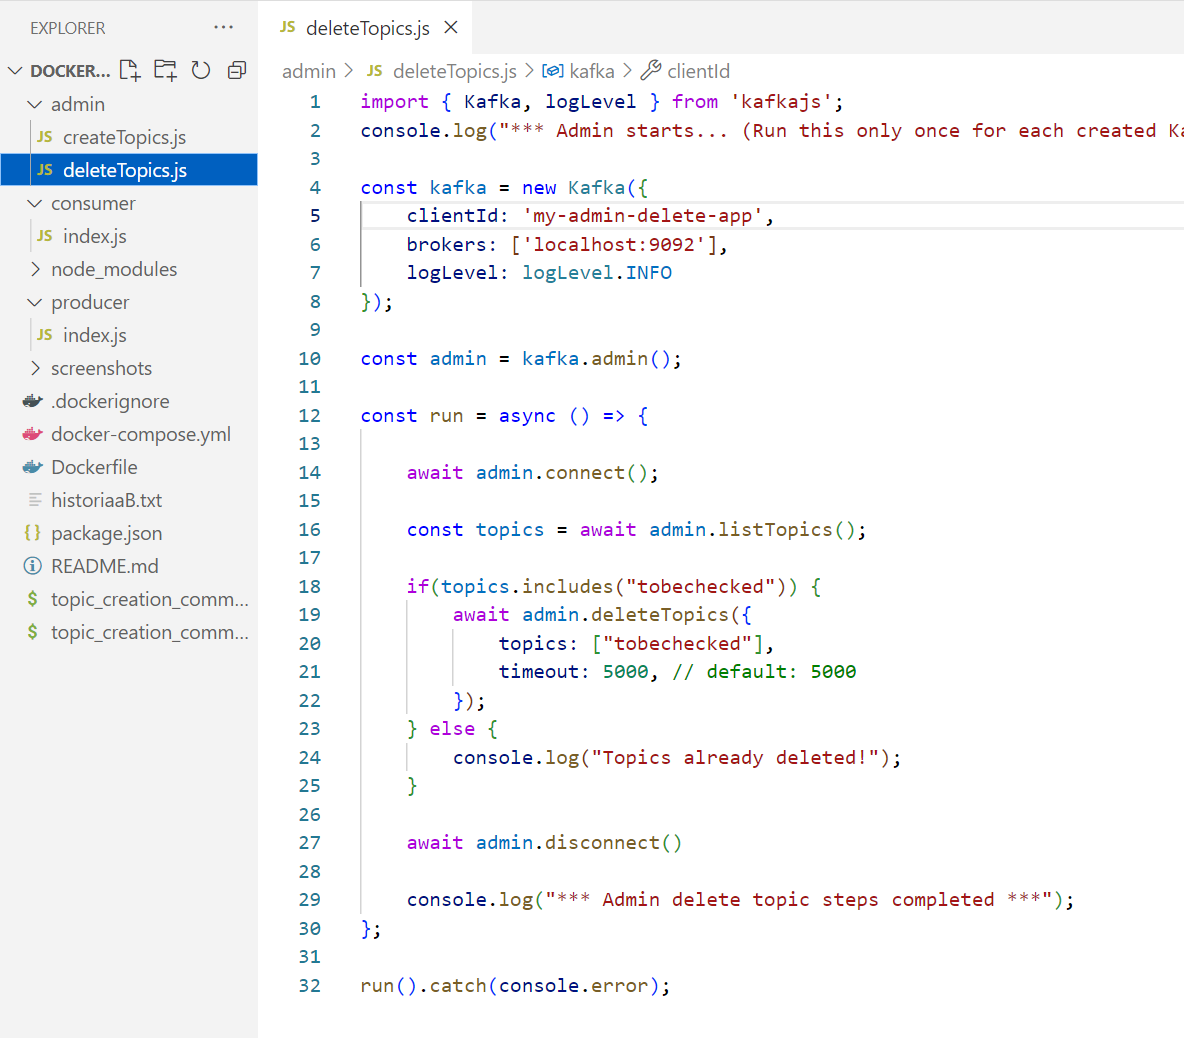 EXPLORER ...
DOCKER...
admin
JS createTopics.js
JS deleteTopics.js
consumer
JS index.js
node_modules
producer
JS index.js
screenshots
.dockerignore
docker-compose.yml
Dockerfile
historiaaB.txt
{} package.json
README.md
$ topic_creation_comm...
$ topic_creation_comm...
JS deleteTopics.js
admin > JS deleteTopics.js > kafka > clientId
1 import { Kafka, logLevel } from 'kafkajs';
2 console.log("*** Admin starts... (Run this only once for each created Ka
3
4 const kafka = new Kafka({
5     clientId: 'my-admin-delete-app',
6     brokers: ['localhost:9092'],
7     logLevel: logLevel.INFO
8 });
9
10 const admin = kafka.admin();
11
12 const run = async () => {
13
14     await admin.connect();
15
16     const topics = await admin.listTopics();
17
18     if(topics.includes("tobechecked")) {
19         await admin.deleteTopics({
20             topics: ["tobechecked"],
21             timeout: 5000, // default: 5000
22         });
23     } else {
24         console.log("Topics already deleted!");
25     }
26
27     await admin.disconnect()
28
29     console.log("*** Admin delete topic steps completed ***");
30 };
31
32 run().catch(console.error);